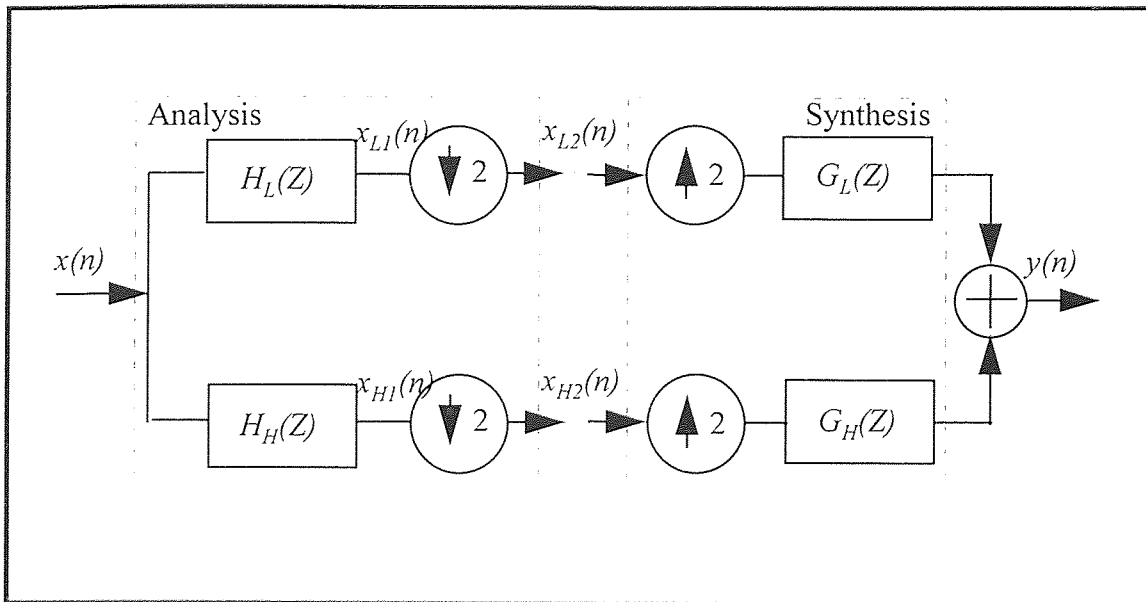 Analysis
Synthesis
x_{L1}(n)
x_{L2}(n)
H_L(Z)
2
2
G_L(Z)
x(n)
y(n)
x_{H1}(n)
x_{H2}(n)
H_H(Z)
2
2
G_H(Z)